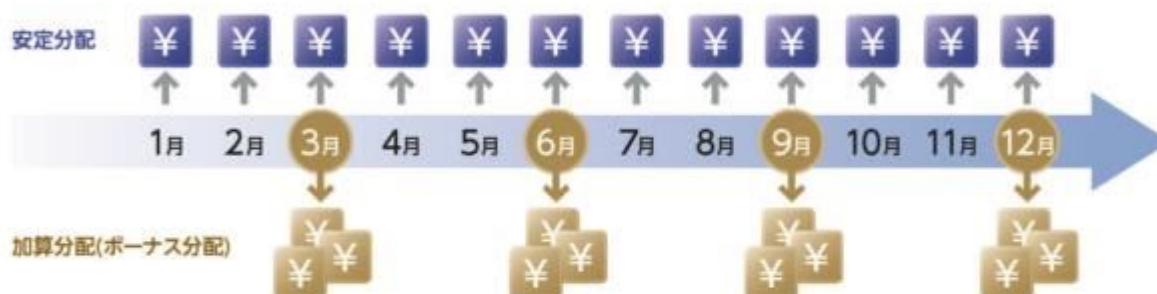 安定分配 ¥ ¥ ¥ ¥ ¥ ¥ ¥ ¥ ¥ ¥ ¥ ¥
1月 2月 3月 4月 5月 6月 7月 8月 9月 10月 11月 12月
加算分配(ボーナス分配) ¥ ¥ ¥ ¥ ¥ ¥ ¥ ¥ ¥ ¥ ¥ ¥